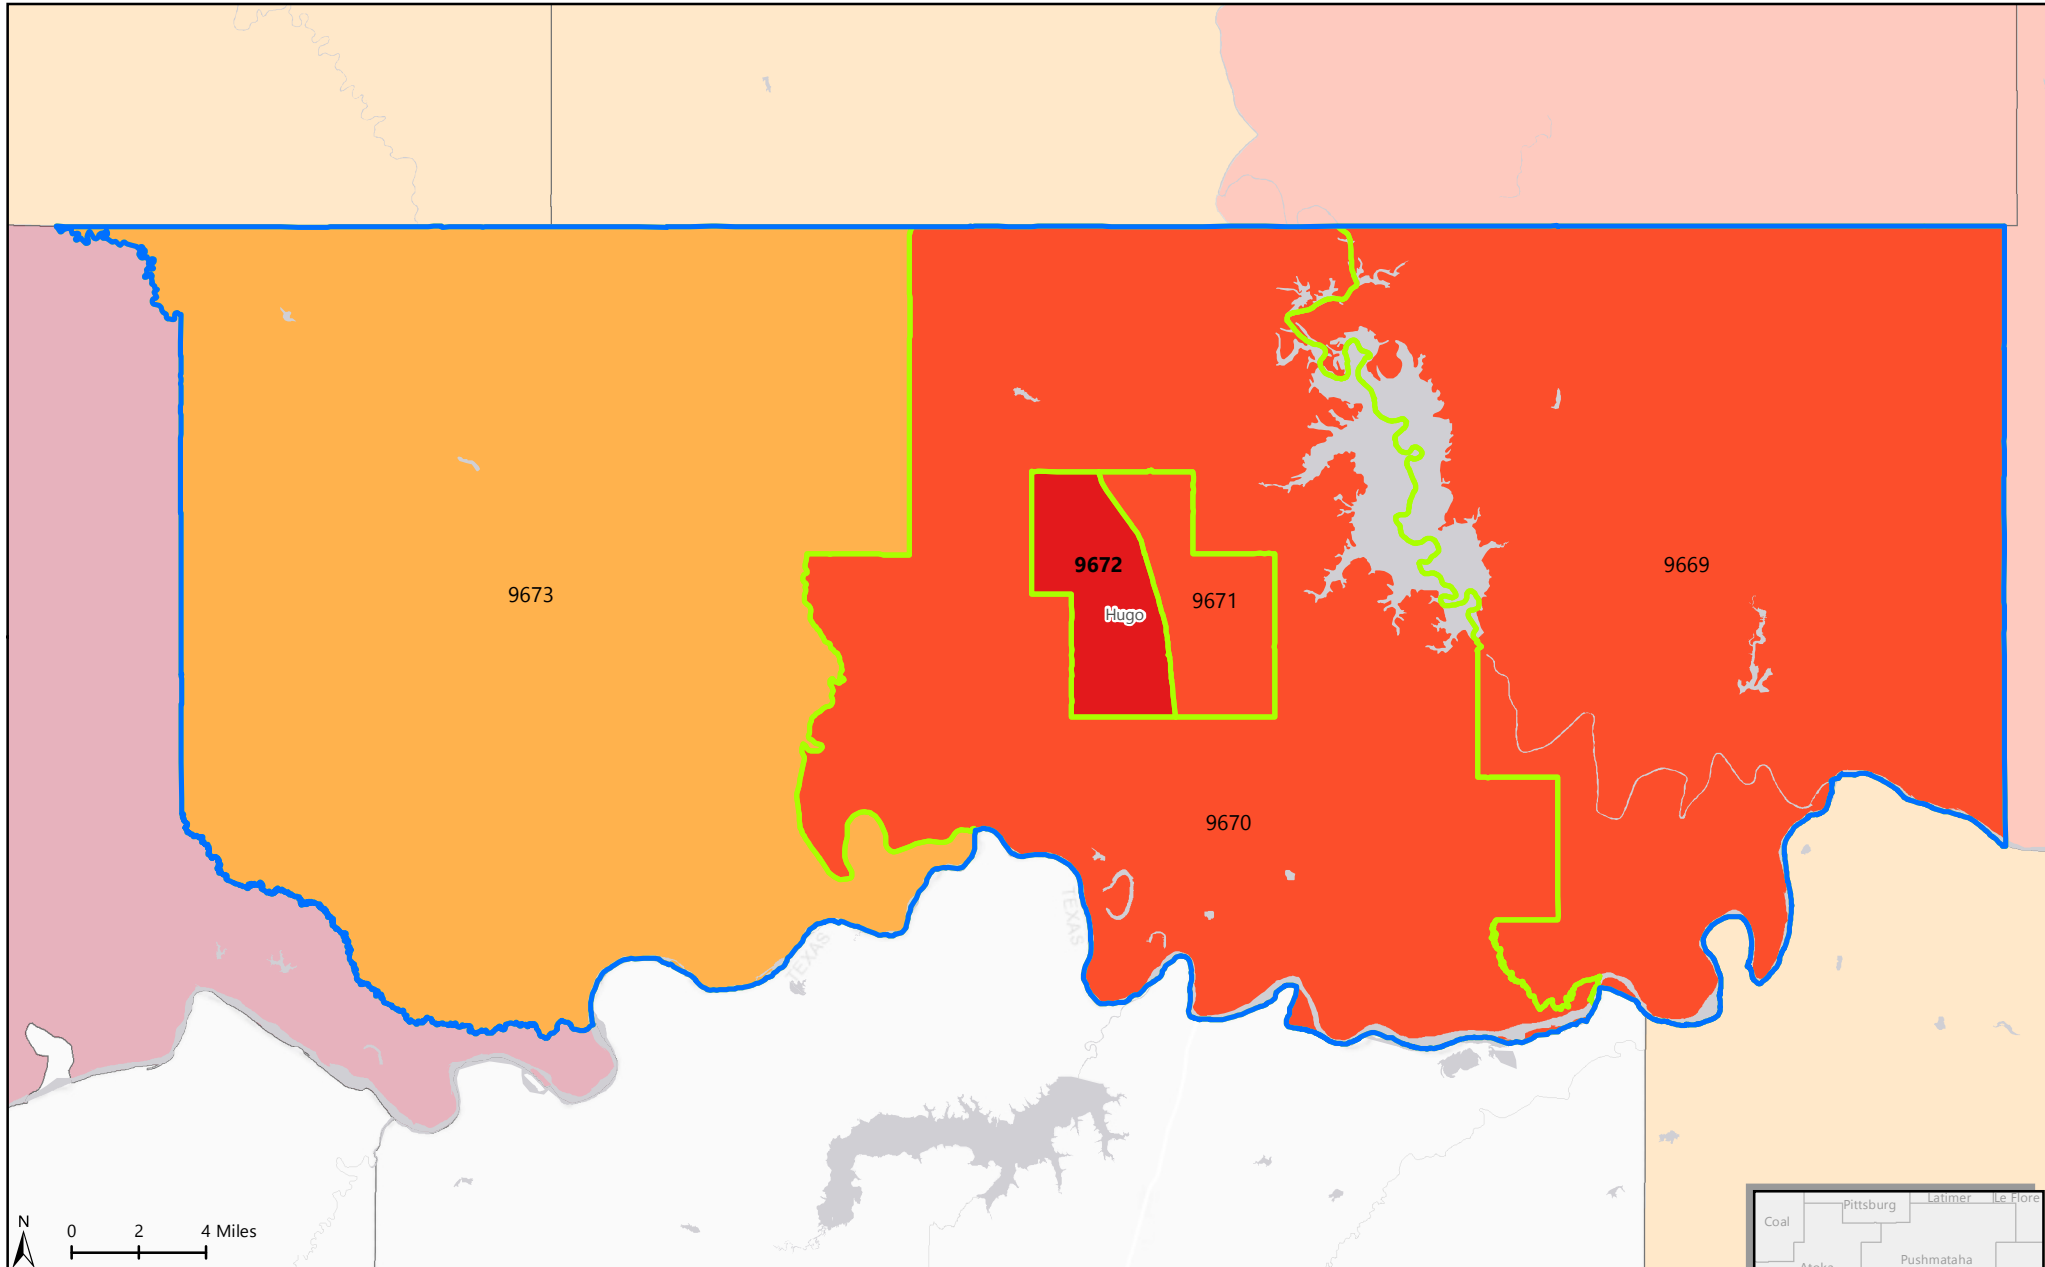 9672
9669
9673
9671
Hugo
9670
TEXAS
TEXAS
N
0 2 4 Miles
Latimer
Le Flore
Pittsburg
Coal
Pushmataha